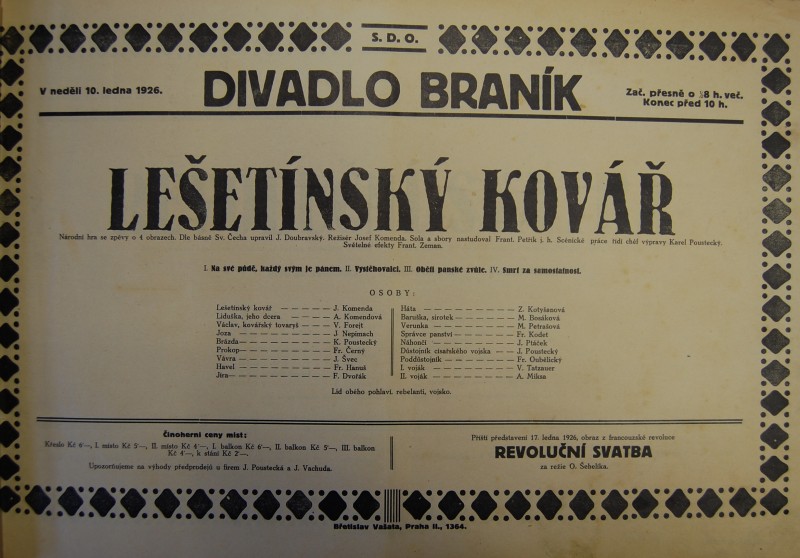 S. D. O.
V neděli 10. ledna 1926.
DIVADLO BRANÍK
Zač. přesně o ½8 h. več.
Konec před 10 h.
LEŠETÍNSKÝ KOVÁŘ
Národní hra se zpěvy o 4 obrazech. Dle básně Sv. Čecha upravil J. Doubravský. Režisér Josef Komenda. Sola a sbory nastudoval Frant. Petřík j. h. Scénické práce řídí chéf výpravy Karel Poustecký.
Světelné efekty Frant. Zeman.
I. Na své půdě, každý svým je pánem. II. Vystěhovalci. III. Oběti panské zvůle. IV. Smrt za samostatnost.
OSOBY:
Lešetínský kovář — — — — — J. Komenda
Liduška, jeho dcera — — — — A. Komendová
Václav, kovářský tovaryš — — V. Forejt
Joza — — — — — — — — J Nepimach
Brázda — — — — — — — K. Poustecký
Prokop — — — — — — — Fr. Černý
Vávra — — — — — — — J. Švec
Havel — — — — — — — Fr. Hanuš
Jíra — — — — — — — — F. Dvořák
Háta — — — — — — — Z. Kotyšanová
Baruška, sirotek — — — — — M. Bosáková
Verunka — — — — — — M. Petrašová
Správce panství — — — — — Fr. Kodet
Náhončí — — — — — — J. Ptáček
Důstojník císařského vojska — — J. Poustecký
Poddůstojník — — — — — — Fr. Oubělický
I. voják — — — — — — — V. Tatzauer
II. voják — — — — — — — A. Miksa
Lid obého pohlaví, rebelanti, vojsko.
Činoherní ceny míst:
Křeslo Kč 6·—, I. místo Kč 5·—, II. místo Kč 4·—, I. balkon Kč 6·—, II. balkon Kč 5·—, III. balkon
Kč 4·—, k stání Kč 2·—.
Upozorňujeme na výhody předprodejů u firem J. Poustecká a J. Vachuda.
Příští představení 17. ledna 1926, obraz z francouzské revoluce
REVOLUČNÍ SVATBA
za režie O. Šebelíka.
Břetislav Vašata, Praha II., 1364.